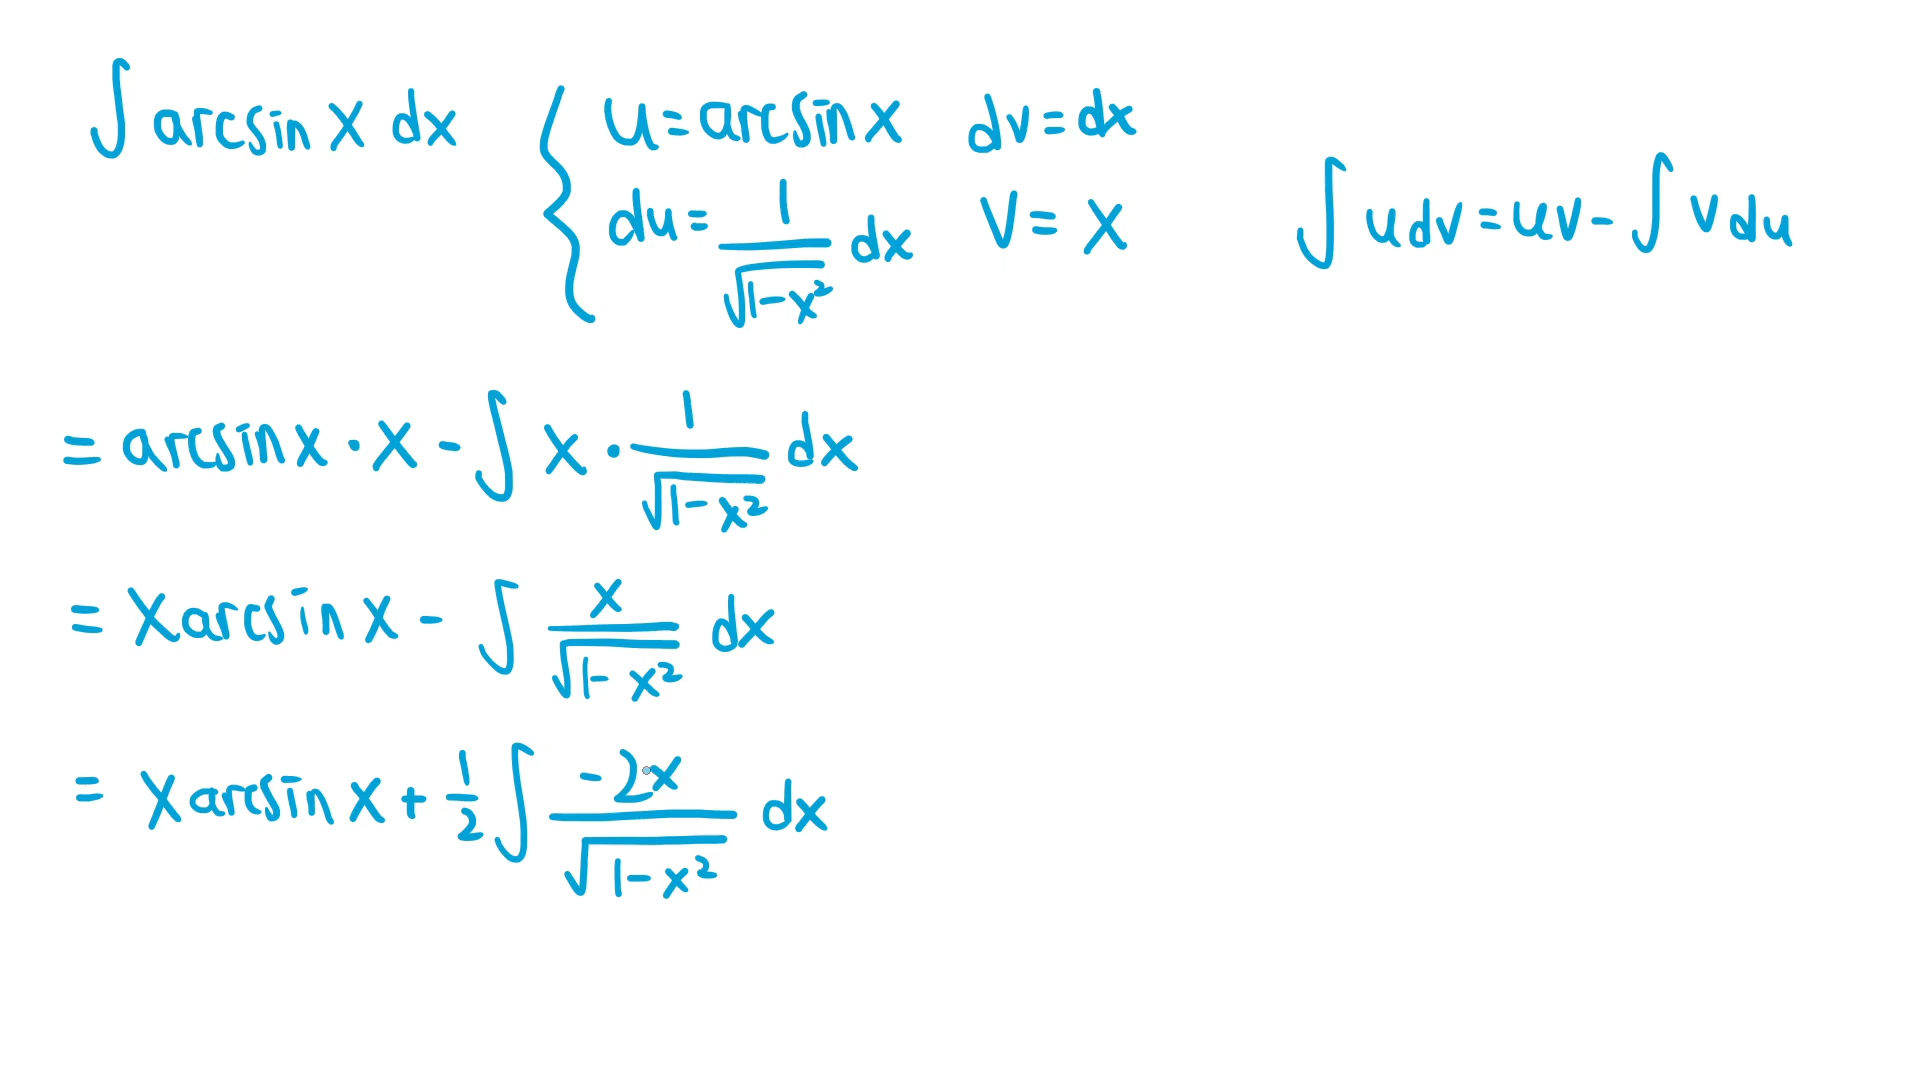 ∫ arcsin x dx { u = arcsin x dv = dx
du = 1/√(1-x²) dx v = x ∫ u dv = uv - ∫ v du
= arcsin x · x - ∫ x · 1/√(1-x²) dx
= x arcsin x - ∫ x/√(1-x²) dx
= x arcsin x + 1/2 ∫ -2x/√(1-x²) dx